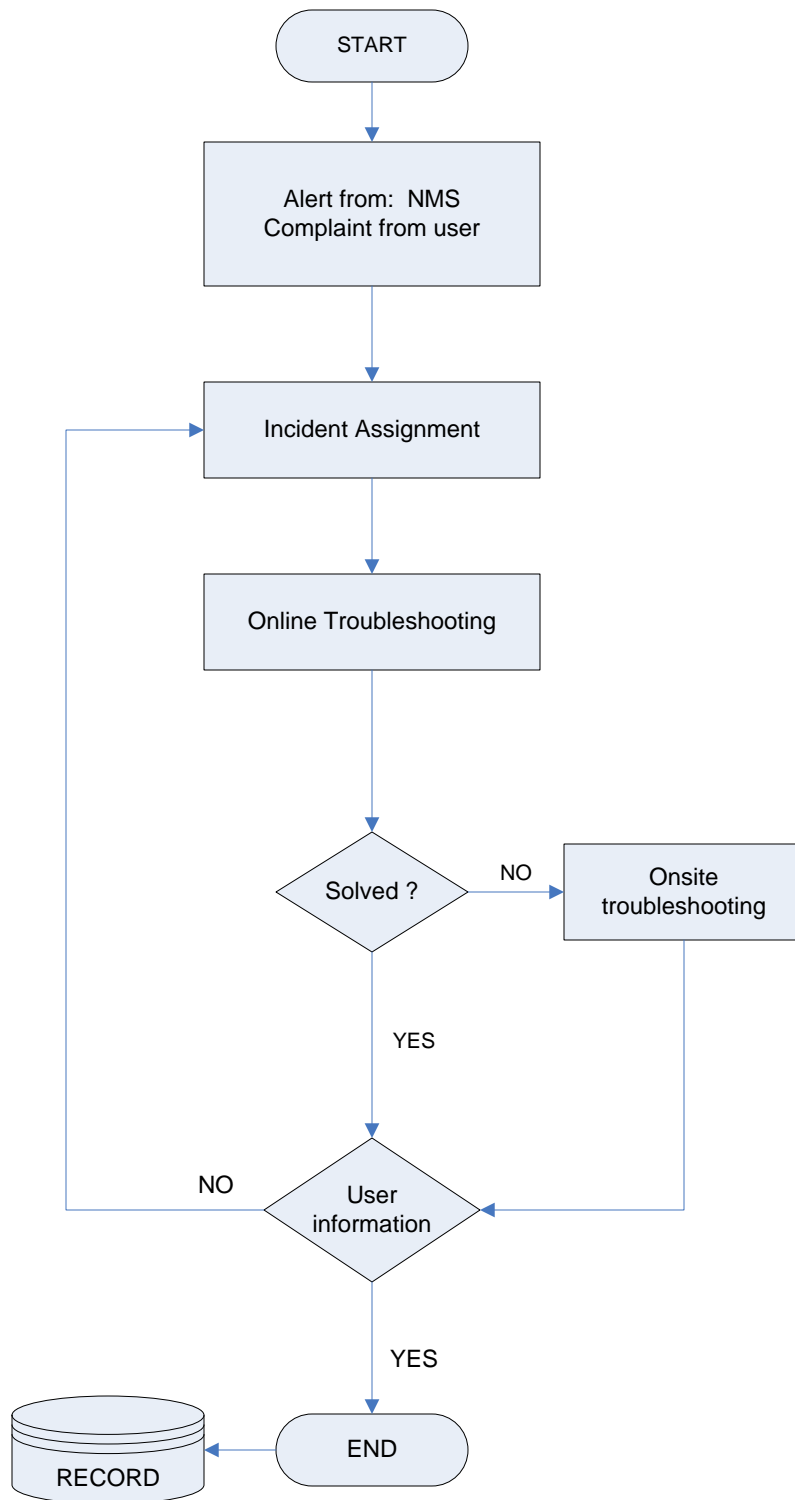 START
Alert from:  NMS
Complaint from user
Incident Assignment
Online Troubleshooting
Solved ?
NO
Onsite
troubleshooting
YES
NO
User
information
YES
END
RECORD